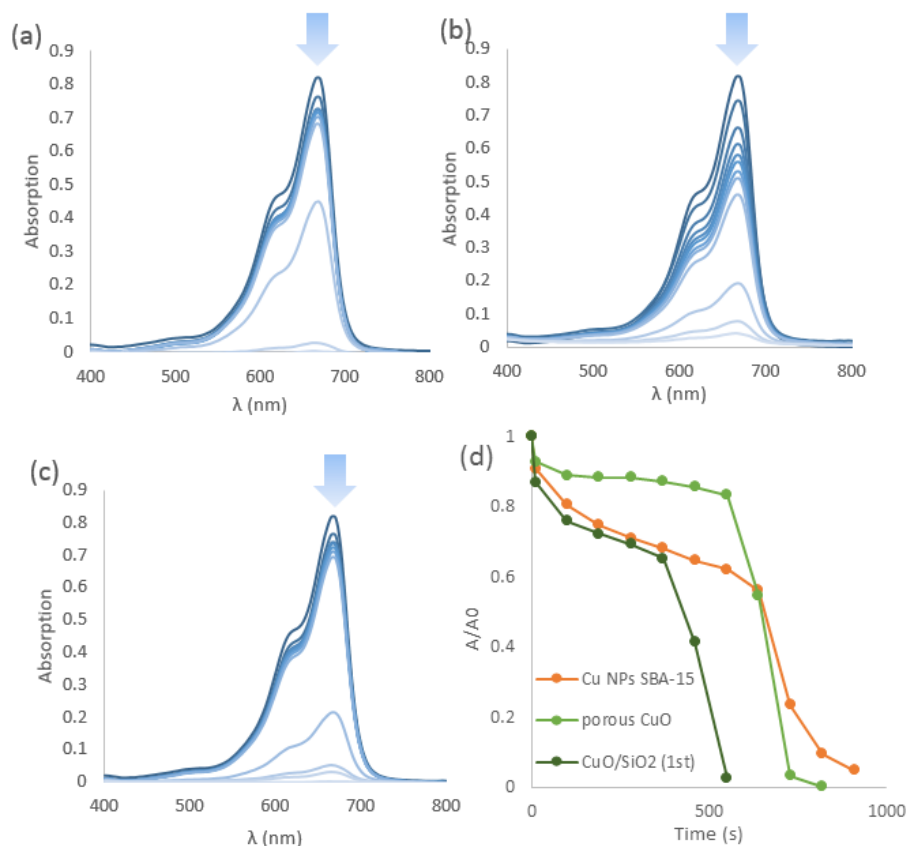 (a)
0.9
0.8
0.7
0.6
0.5
0.4
0.3
0.2
0.1
0
Absorption
400 500 600 700 800
λ (nm)
(b)
0.9
0.8
0.7
0.6
0.5
0.4
0.3
0.2
0.1
0
Absorption
400 500 600 700 800
λ (nm)
(c)
0.9
0.8
0.7
0.6
0.5
0.4
0.3
0.2
0.1
0
Absorption
400 500 600 700 800
λ (nm)
(d)
1
0.8
0.6
0.4
0.2
0
A/A0
Cu NPs SBA-15
porous CuO
CuO/SiO2 (1st)
0 500 1000
Time (s)